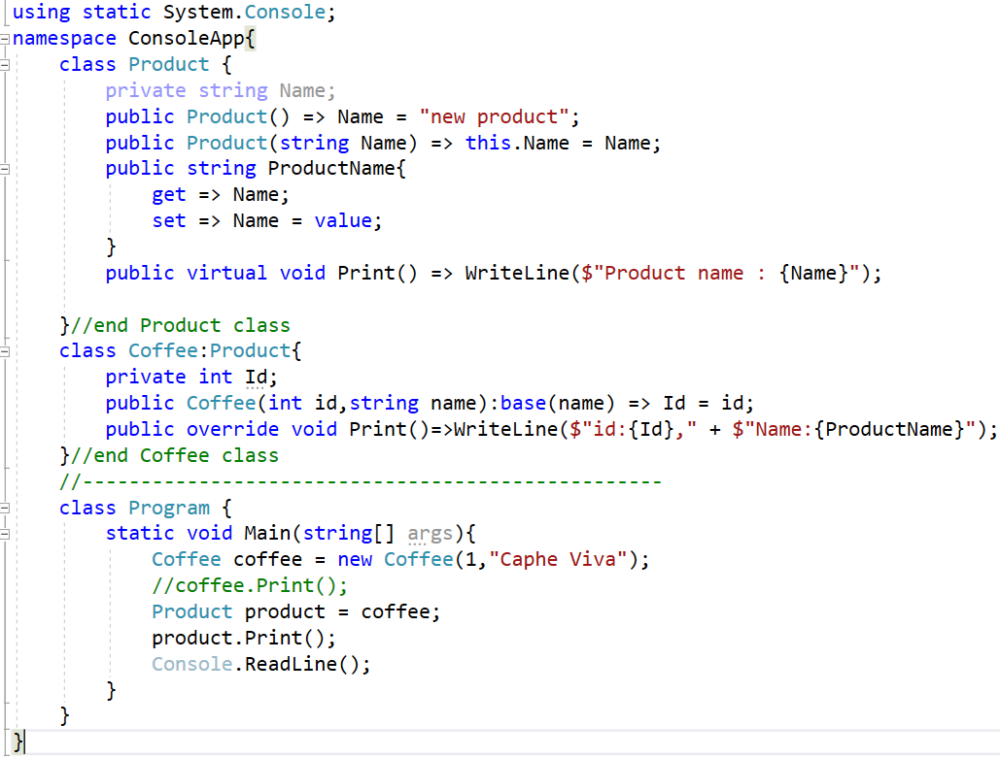 using static System.Console;
namespace ConsoleApp{
    class Product {
        private string Name;
        public Product() => Name = "new product";
        public Product(string Name) => this.Name = Name;
        public string ProductName{
            get => Name;
            set => Name = value;
        }
        public virtual void Print() => WriteLine($"Product name : {Name}");

    }//end Product class
    class Coffee:Product{
        private int Id;
        public Coffee(int id,string name):base(name) => Id = id;
        public override void Print()=>WriteLine($"id:{Id}," + $"Name:{ProductName}");
    }//end Coffee class
    //--------------------------------------------------
    class Program {
        static void Main(string[] args){
            Coffee coffee = new Coffee(1,"Caphe Viva");
            //coffee.Print();
            Product product = coffee;
            product.Print();
            Console.ReadLine();
        }
    }
}